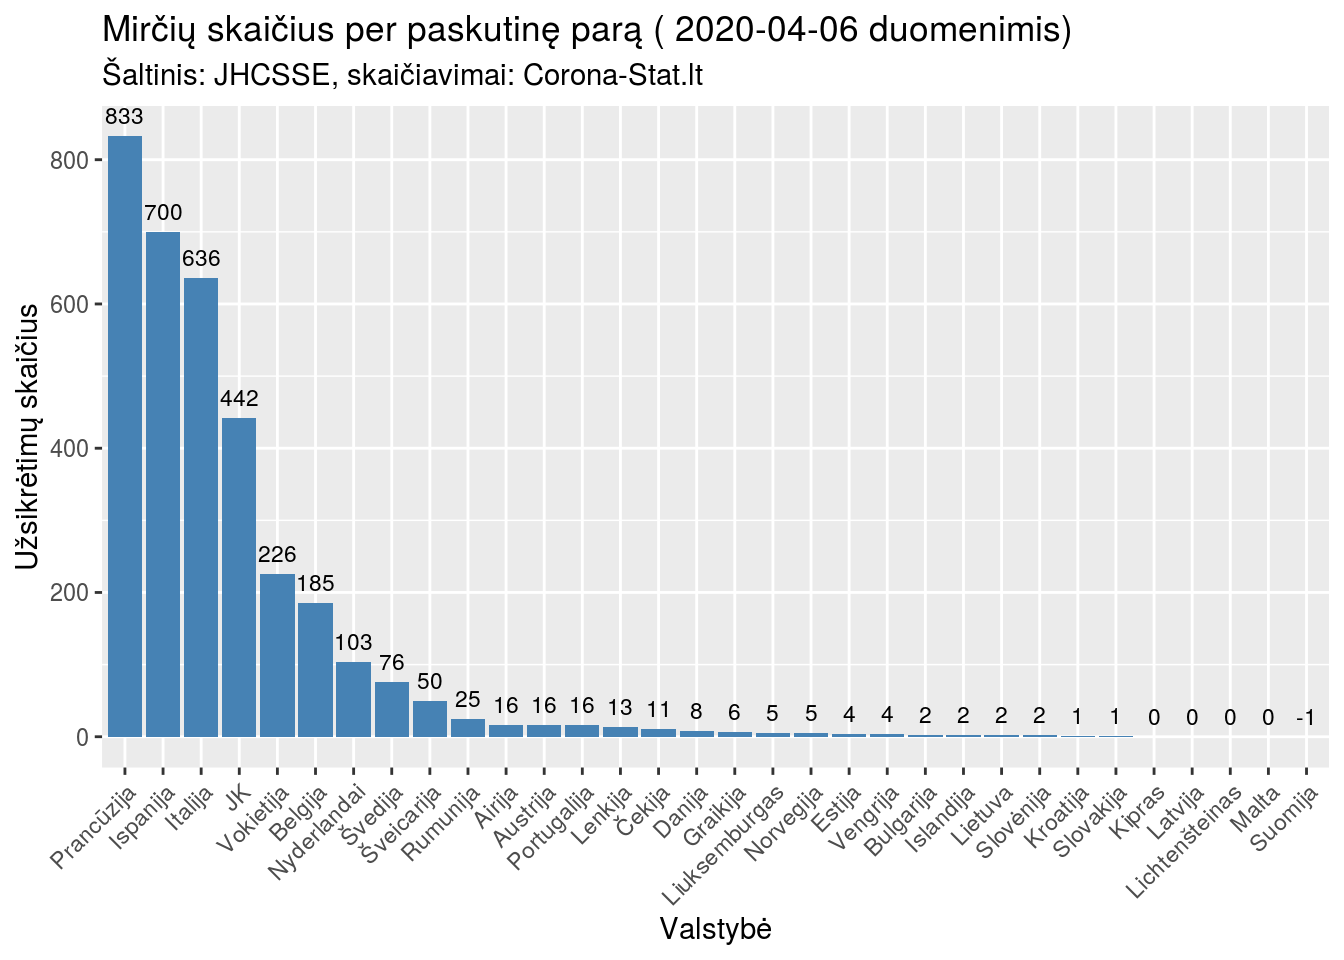 Mirčių skaičius per paskutinę parą ( 2020-04-06 duomenimis)
Šaltinis: JHCSSE, skaičiavimai: Corona-Stat.lt
Užsikrėtimų skaičius
800
600
400
200
0
833
700
636
442
226
185
103
76
50
25
16
16
16
13
11
8
6
5
5
4
4
2
2
2
2
1
1
0
0
0
0
-1
Prancūzija
Ispanija
Italija
JK
Vokietija
Belgija
Nyderlandai
Švedija
Šveicarija
Rumunija
Airija
Austrija
Portugalija
Lenkija
Čekija
Danija
Graikija
Liuksemburgas
Norvegija
Estija
Vengrija
Bulgarija
Islandija
Lietuva
Slovėnija
Kroatija
Slovakija
Kipras
Latvija
Lichtenšteinas
Malta
Suomija
Valstybė